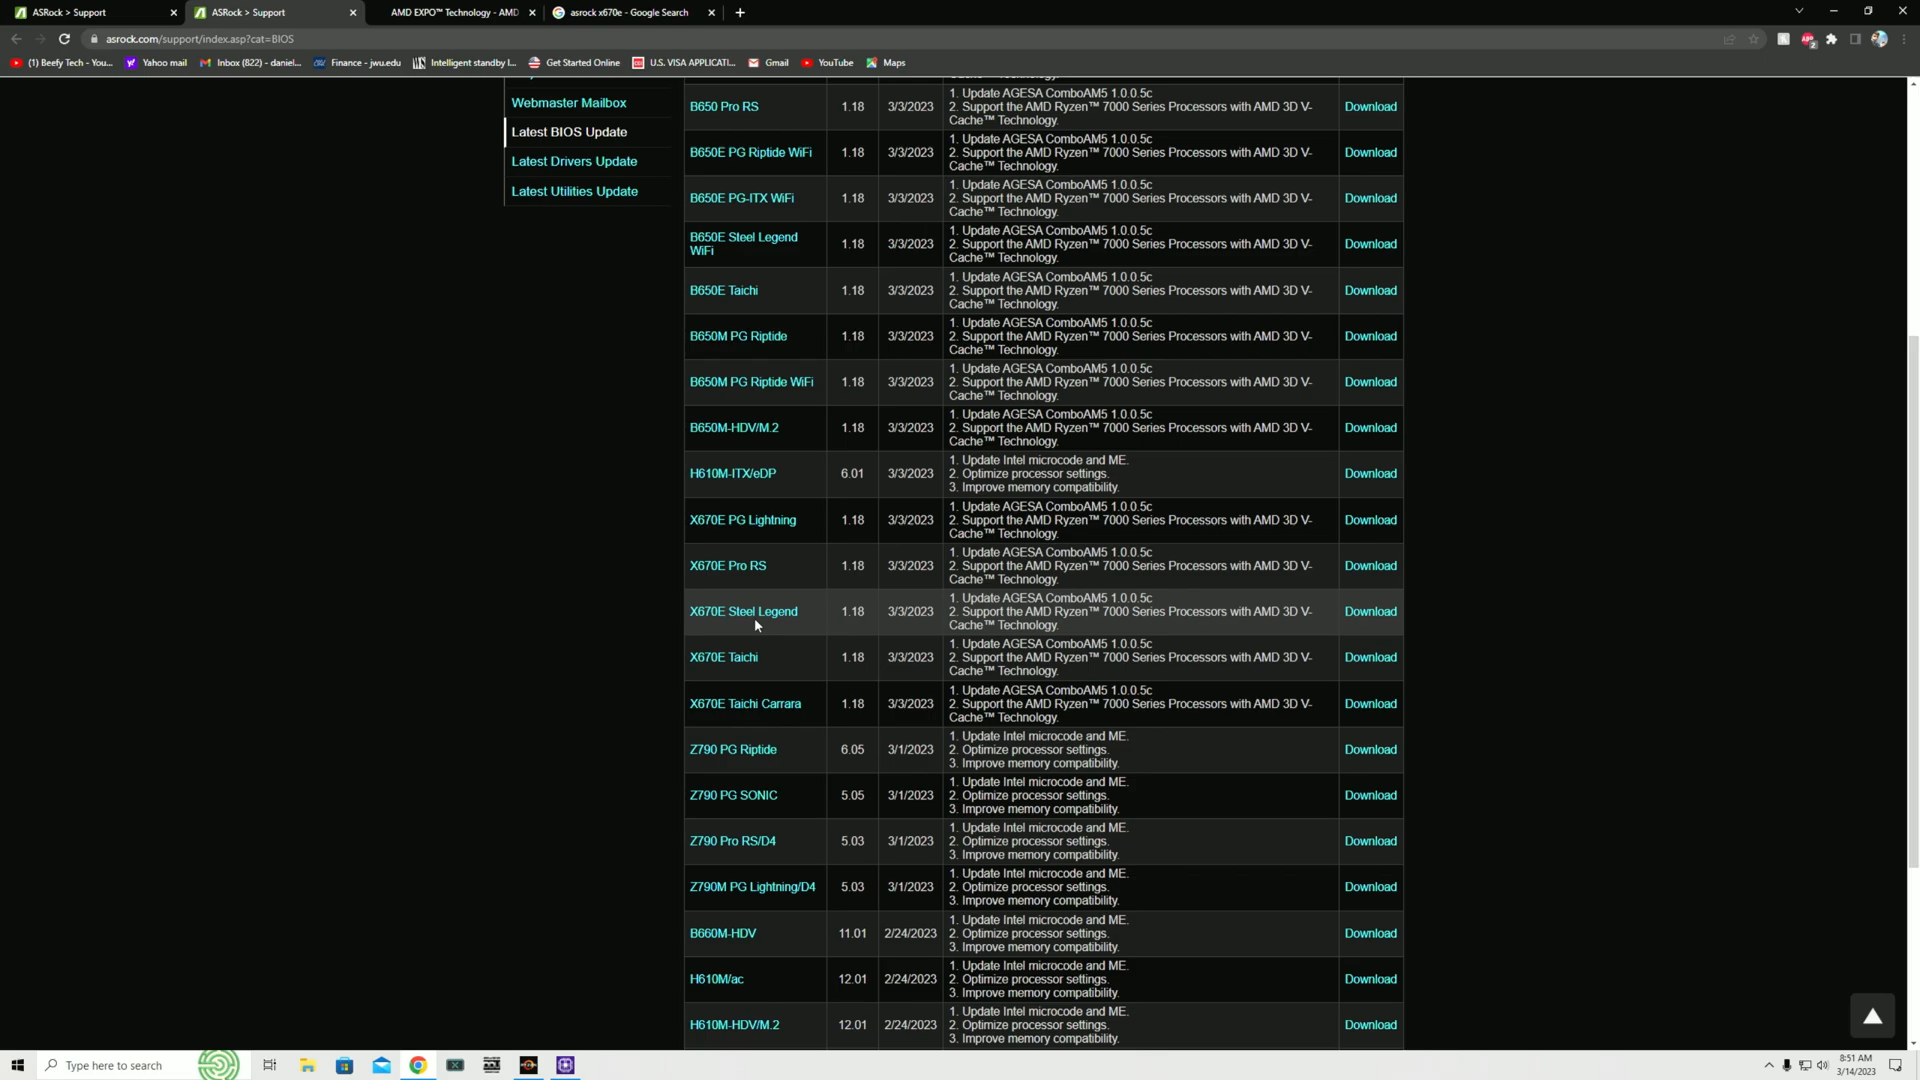 ASRock > Support
ASRock > Support
AMD EXPO™ Technology - AMD
asrock x670e - Google Search
asrock.com/support/index.asp?cat=BIOS
(1) Beefy Tech - You...
Yahoo mail
Inbox (822) - daniel...
Finance - jwu.edu
Intelligent standby l...
Get Started Online
U.S. VISA APPLICATI...
Gmail
YouTube
Maps
Webmaster Mailbox
Latest BIOS Update
Latest Drivers Update
Latest Utilities Update
B650 Pro RS 1.18 3/3/2023 Download
1. Update AGESA ComboAM5 1.0.0.5c
2. Support the AMD Ryzen™ 7000 Series Processors with AMD 3D V-
Cache™ Technology.
B650E PG Riptide WiFi 1.18 3/3/2023 Download
1. Update AGESA ComboAM5 1.0.0.5c
2. Support the AMD Ryzen™ 7000 Series Processors with AMD 3D V-
Cache™ Technology.
B650E PG-ITX WiFi 1.18 3/3/2023 Download
1. Update AGESA ComboAM5 1.0.0.5c
2. Support the AMD Ryzen™ 7000 Series Processors with AMD 3D V-
Cache™ Technology.
B650E Steel Legend
WiFi 1.18 3/3/2023 Download
1. Update AGESA ComboAM5 1.0.0.5c
2. Support the AMD Ryzen™ 7000 Series Processors with AMD 3D V-
Cache™ Technology.
B650E Taichi 1.18 3/3/2023 Download
1. Update AGESA ComboAM5 1.0.0.5c
2. Support the AMD Ryzen™ 7000 Series Processors with AMD 3D V-
Cache™ Technology.
B650M PG Riptide 1.18 3/3/2023 Download
1. Update AGESA ComboAM5 1.0.0.5c
2. Support the AMD Ryzen™ 7000 Series Processors with AMD 3D V-
Cache™ Technology.
B650M PG Riptide WiFi 1.18 3/3/2023 Download
1. Update AGESA ComboAM5 1.0.0.5c
2. Support the AMD Ryzen™ 7000 Series Processors with AMD 3D V-
Cache™ Technology.
B650M-HDV/M.2 1.18 3/3/2023 Download
1. Update AGESA ComboAM5 1.0.0.5c
2. Support the AMD Ryzen™ 7000 Series Processors with AMD 3D V-
Cache™ Technology.
H610M-ITX/eDP 6.01 3/3/2023 Download
1. Update Intel microcode and ME.
2. Optimize processor settings.
3. Improve memory compatibility.
X670E PG Lightning 1.18 3/3/2023 Download
1. Update AGESA ComboAM5 1.0.0.5c
2. Support the AMD Ryzen™ 7000 Series Processors with AMD 3D V-
Cache™ Technology.
X670E Pro RS 1.18 3/3/2023 Download
1. Update AGESA ComboAM5 1.0.0.5c
2. Support the AMD Ryzen™ 7000 Series Processors with AMD 3D V-
Cache™ Technology.
X670E Steel Legend 1.18 3/3/2023 Download
1. Update AGESA ComboAM5 1.0.0.5c
2. Support the AMD Ryzen™ 7000 Series Processors with AMD 3D V-
Cache™ Technology.
X670E Taichi 1.18 3/3/2023 Download
1. Update AGESA ComboAM5 1.0.0.5c
2. Support the AMD Ryzen™ 7000 Series Processors with AMD 3D V-
Cache™ Technology.
X670E Taichi Carrara 1.18 3/3/2023 Download
1. Update AGESA ComboAM5 1.0.0.5c
2. Support the AMD Ryzen™ 7000 Series Processors with AMD 3D V-
Cache™ Technology.
Z790 PG Riptide 6.05 3/1/2023 Download
1. Update Intel microcode and ME.
2. Optimize processor settings.
3. Improve memory compatibility.
Z790 PG SONIC 5.05 3/1/2023 Download
1. Update Intel microcode and ME.
2. Optimize processor settings.
3. Improve memory compatibility.
Z790 Pro RS/D4 5.03 3/1/2023 Download
1. Update Intel microcode and ME.
2. Optimize processor settings.
3. Improve memory compatibility.
Z790M PG Lightning/D4 5.03 3/1/2023 Download
1. Update Intel microcode and ME.
2. Optimize processor settings.
3. Improve memory compatibility.
B660M-HDV 11.01 2/24/2023 Download
1. Update Intel microcode and ME.
2. Optimize processor settings.
3. Improve memory compatibility.
H610M/ac 12.01 2/24/2023 Download
1. Update Intel microcode and ME.
2. Optimize processor settings.
3. Improve memory compatibility.
H610M-HDV/M.2 12.01 2/24/2023 Download
1. Update Intel microcode and ME.
2. Optimize processor settings.
3. Improve memory compatibility.
Type here to search
8:51 AM
3/14/2023